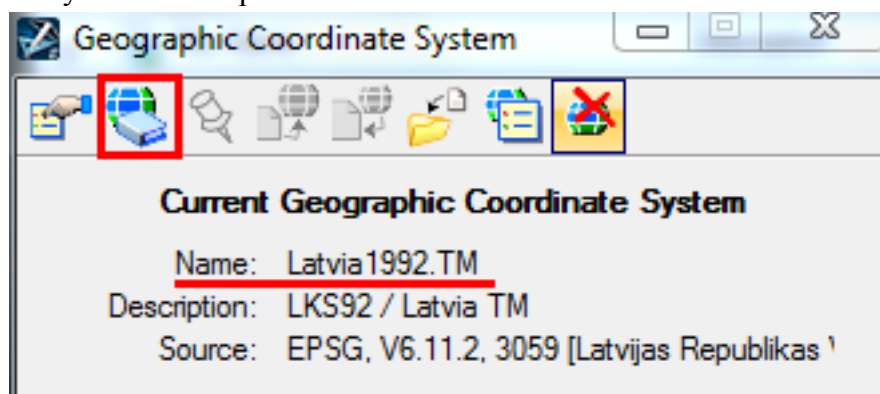 Geographic Coordinate System
Current Geographic Coordinate System
Name: Latvia1992.TM
Description: LKS92 / Latvia TM
Source: EPSG, V6.11.2, 3059 [Latvijas Republikas